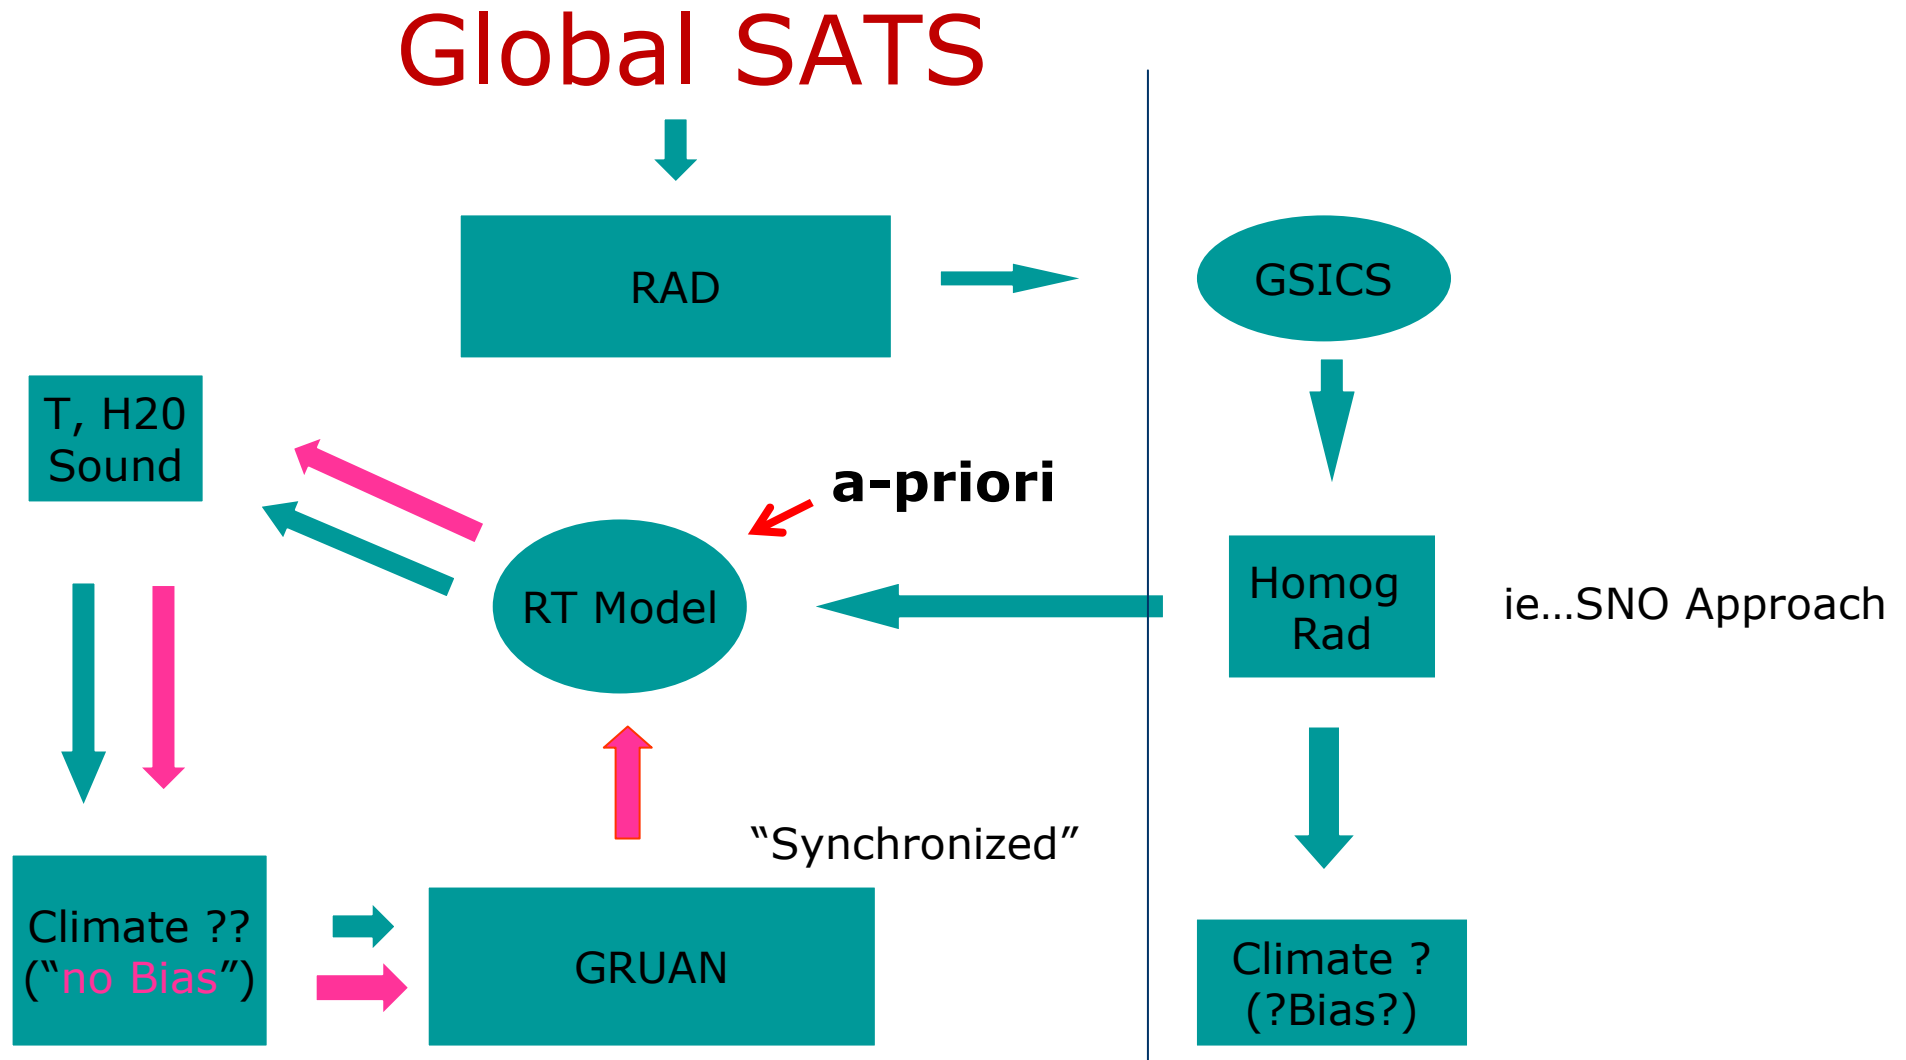 Global SATS
RAD
GSICS
T, H20
Sound
a-priori
RT Model
Homog
Rad
ie...SNO Approach
“Synchronized”
Climate ??
(“no Bias”)
GRUAN
Climate ?
(?Bias?)